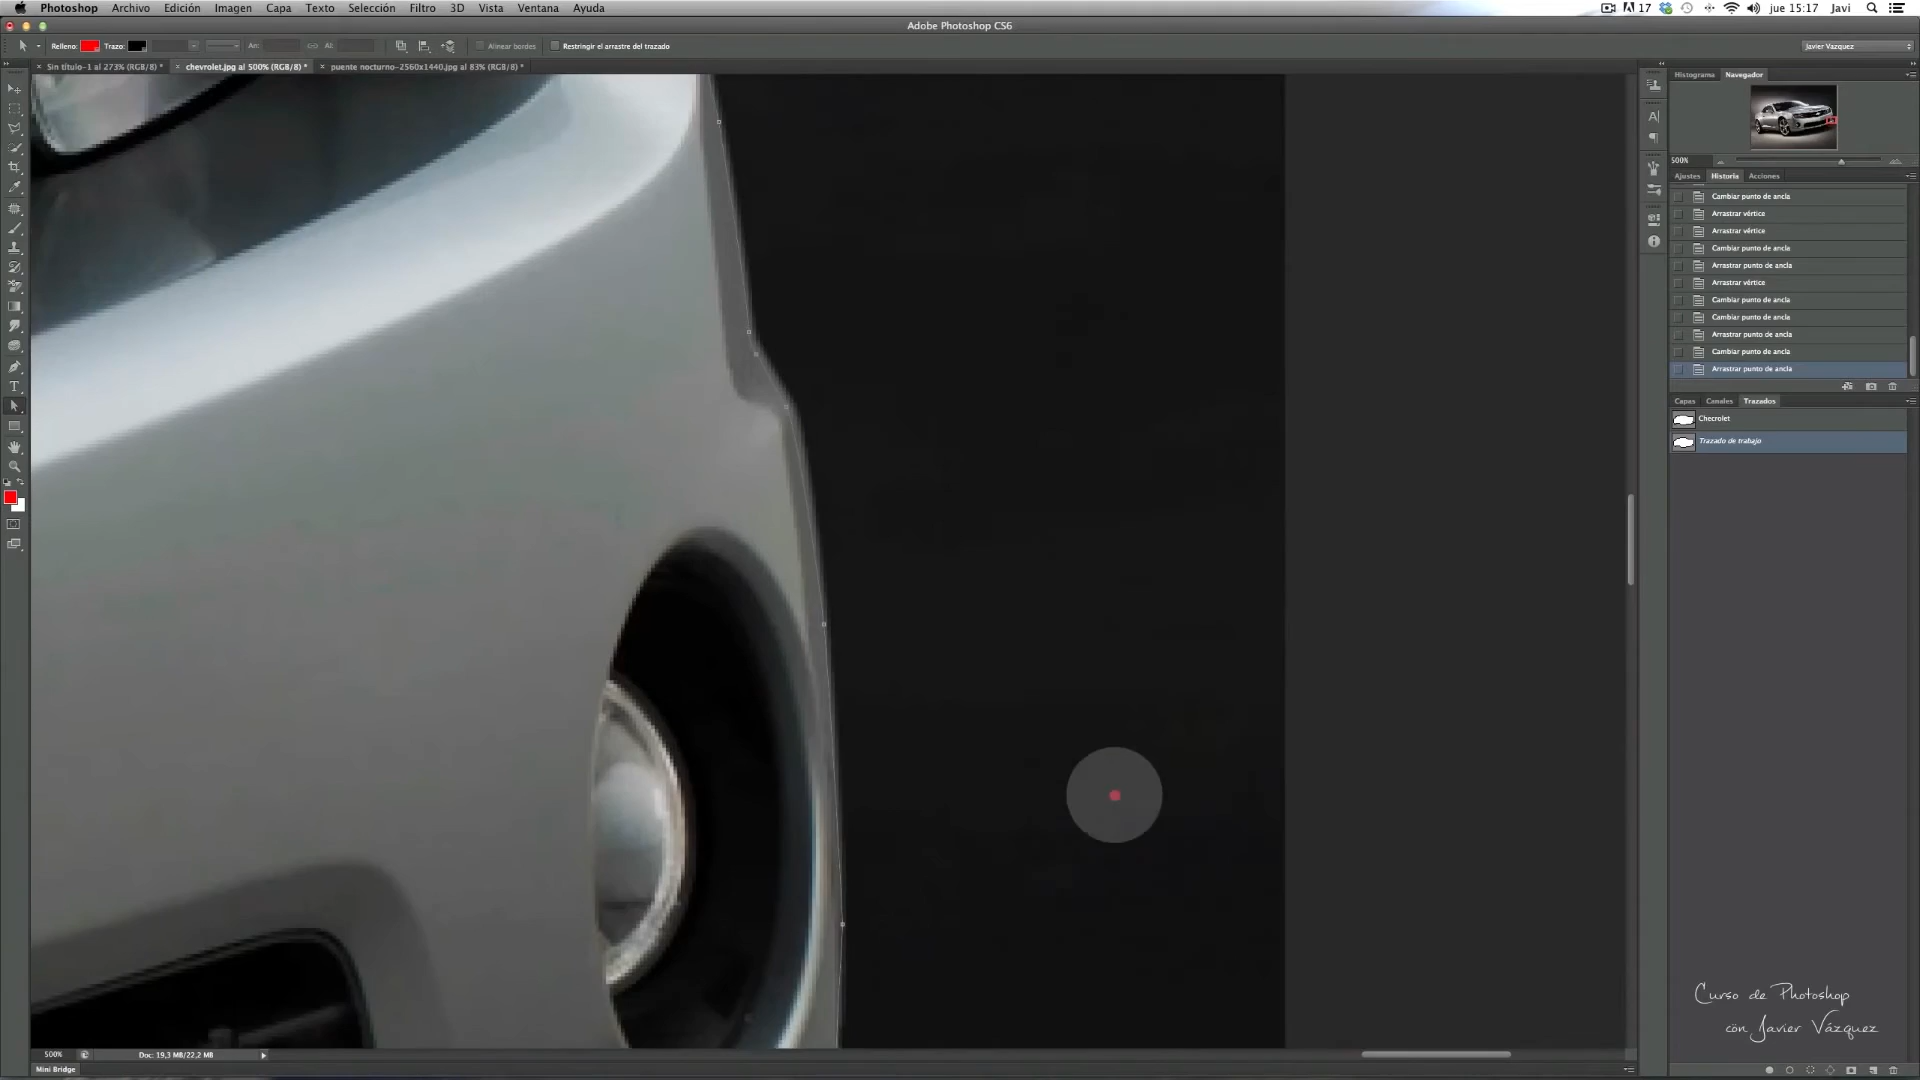 Photoshop Archivo Edición Imagen Capa Texto Selección Filtro 3D Vista Ventana Ayuda 17 jue 15:17 Javi
Adobe Photoshop CS6
Relleno: Trazo: An: Al: Alinear bordes Restringir el arrastre del trazado Javier Vazquez
Sin título-1 al 273% (RGB/8) * chevrolet.jpg al 500% (RGB/8) * puente nocturno-2560x1440.jpg al 83% (RGB/8) *
Histograma Navegador
500%
Ajustes Historia Acciones
Cambiar punto de ancla
Arrastrar vértice
Arrastrar vértice
Cambiar punto de ancla
Arrastrar punto de ancla
Arrastrar vértice
Cambiar punto de ancla
Cambiar punto de ancla
Arrastrar punto de ancla
Cambiar punto de ancla
Arrastrar punto de ancla
Capas Canales Trazados
Checrolet
Trazado de trabajo
Curso de Photoshop
con Javier Vázquez
500% Doc: 19,3 MB/22,2 MB
Mini Bridge